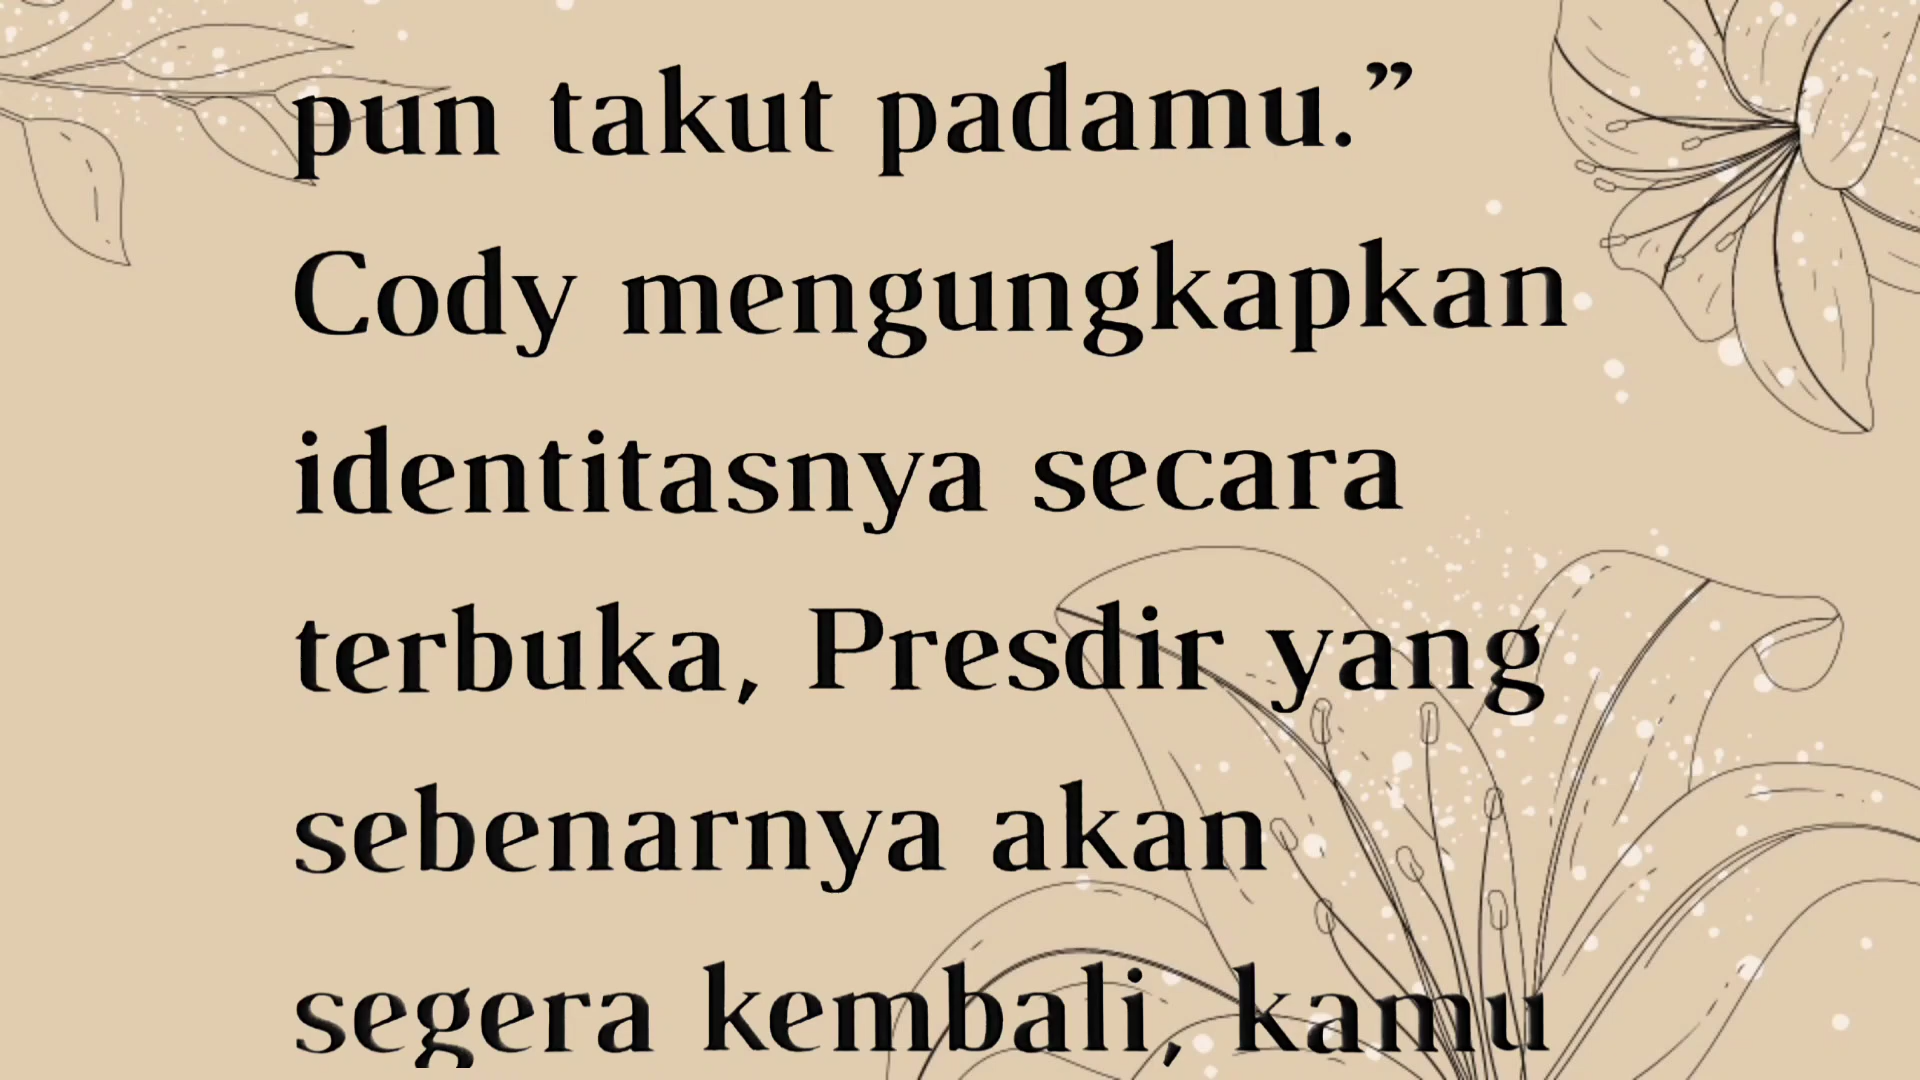 pun takut padamu.”
Cody mengungkapkan
identitasnya secara
terbuka, Presdir yang
sebenarnya akan
segera kembali, kamu